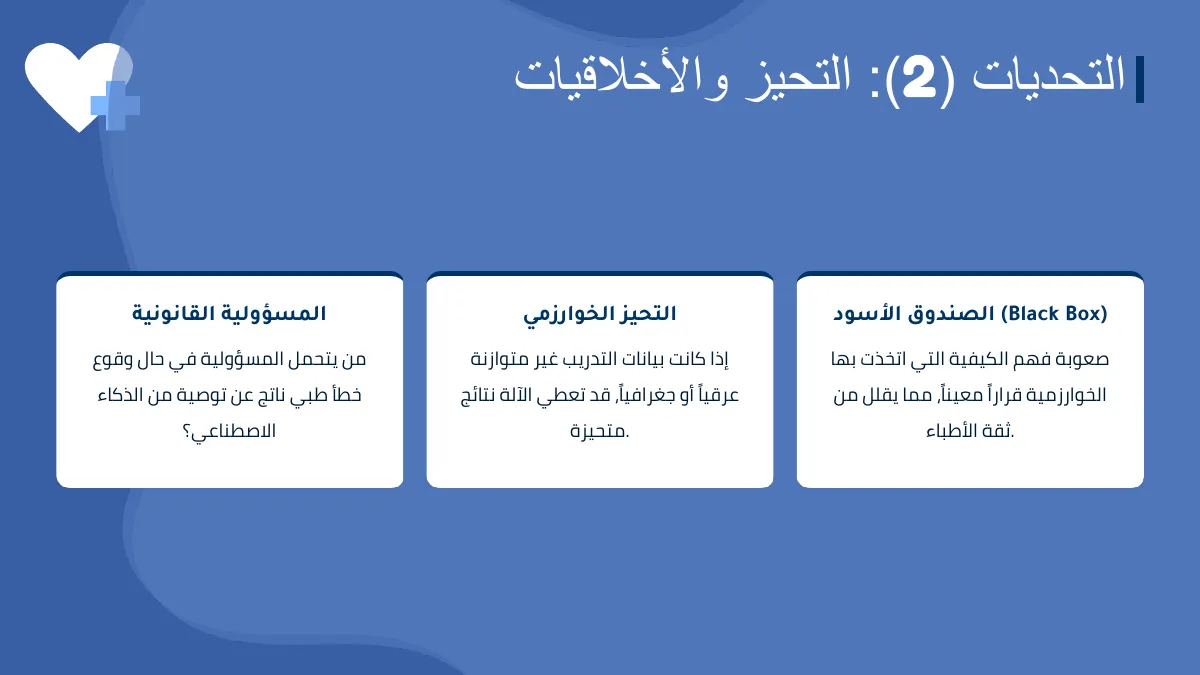 التحديات (2): التحيز والأخلاقيات
الصندوق الأسود (Black Box)
صعوبة فهم الكيفية التي اتخذت بها
الخوارزمية قراراً معيناً, مما يقلل من
ثقة الأطباء.
التحيز الخوارزمي
إذا كانت بيانات التدريب غير متوازنة
عرقياً أو جغرافياً, قد تعطي الآلة نتائج
متحيزة.
المسؤولية القانونية
من يتحمل المسؤولية في حال وقوع
خطأ طبي ناتج عن توصية من الذكاء
الاصطناعي؟